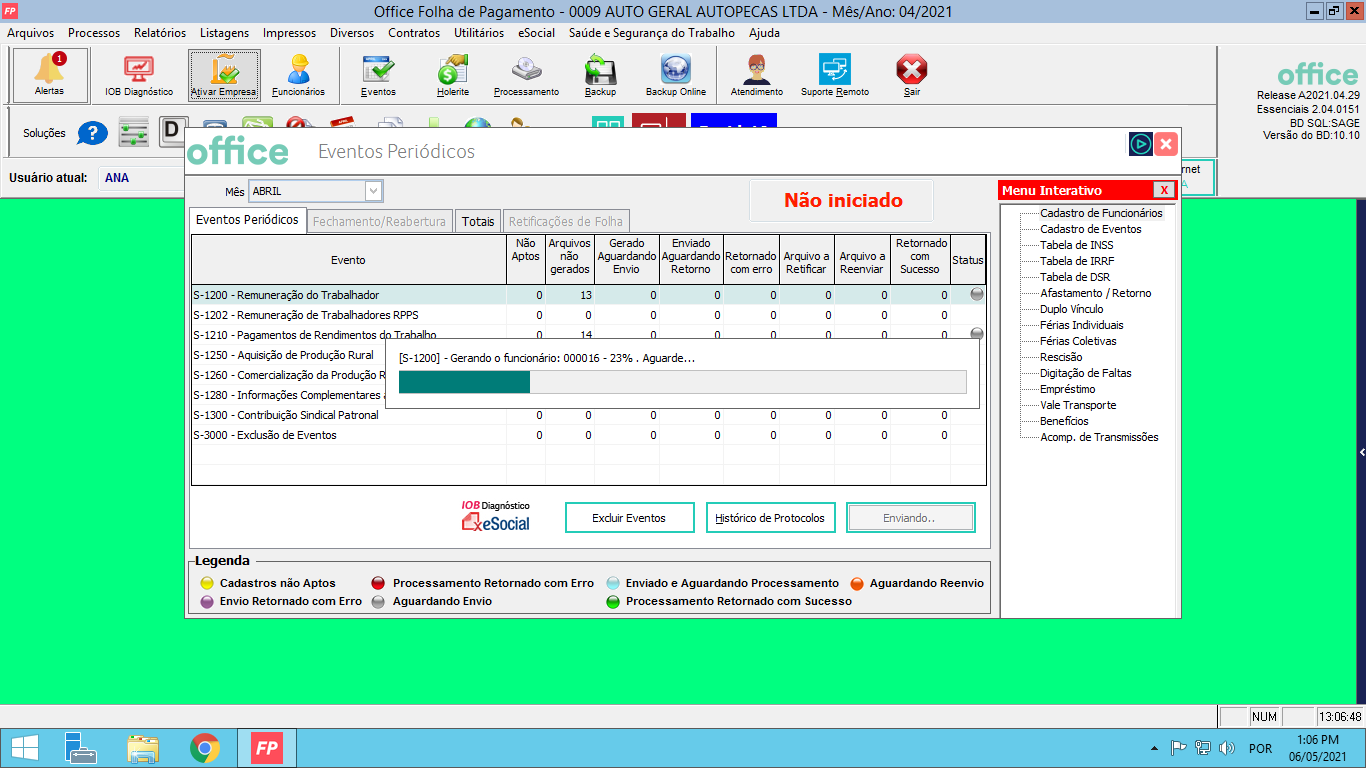 FP Office Folha de Pagamento - 0009 AUTO GERAL AUTOPECAS LTDA - Mês/Ano: 04/2021
Arquivos Processos Relatórios Listagens Impressos Diversos Contratos Utilitários eSocial Saúde e Segurança do Trabalho Ajuda
1
Alertas IOB Diagnóstico Ativar Empresa Funcionários Eventos Holerite Processamento Backup Backup Online Atendimento Suporte Remoto Sair
office
Release A2021.04.29
Essenciais 2.04.0151
BD SQL:SAGE
Versão do BD:10.10
Soluções ? D
Usuário atual: ANA
office Eventos Periódicos
Mês ABRIL
Não iniciado
Menu Interativo X
Eventos Periódicos Fechamento/Reabertura Totais Retificações de Folha
Evento Não Aptos Arquivos não gerados Gerado Aguardando Envio Enviado Aguardando Retorno Retornado com erro Arquivo a Retificar Arquivo a Reenviar Retornado com Sucesso Status
S-1200 - Remuneração do Trabalhador 0 13 0 0 0 0 0 0
S-1202 - Remuneração de Trabalhadores RPPS 0 0 0 0 0 0 0 0
S-1210 - Pagamentos de Rendimentos do Trabalho 0 14 0 0 0 0 0 0
S-1250 - Aquisição de Produção Rural
S-1260 - Comercialização da Produção R
S-1280 - Informações Complementares
S-1300 - Contribuição Sindical Patronal 0 0 0 0 0 0 0 0
S-3000 - Exclusão de Eventos 0 0 0 0 0 0 0 0
[S-1200] - Gerando o funcionário: 000016 - 23% . Aguarde...
Cadastro de Funcionários
Cadastro de Eventos
Tabela de INSS
Tabela de IRRF
Tabela de DSR
Afastamento / Retorno
Duplo Vínculo
Férias Individuais
Férias Coletivas
Rescisão
Digitação de Faltas
Empréstimo
Vale Transporte
Benefícios
Acomp. de Transmissões
IOB Diagnóstico
eSocial
Excluir Eventos Histórico de Protocolos Enviando..
Legenda
Cadastros não Aptos Processamento Retornado com Erro Enviado e Aguardando Processamento Aguardando Reenvio
Envio Retornado com Erro Aguardando Envio Processamento Retornado com Sucesso
NUM 13:06:48
FP POR 1:06 PM
06/05/2021